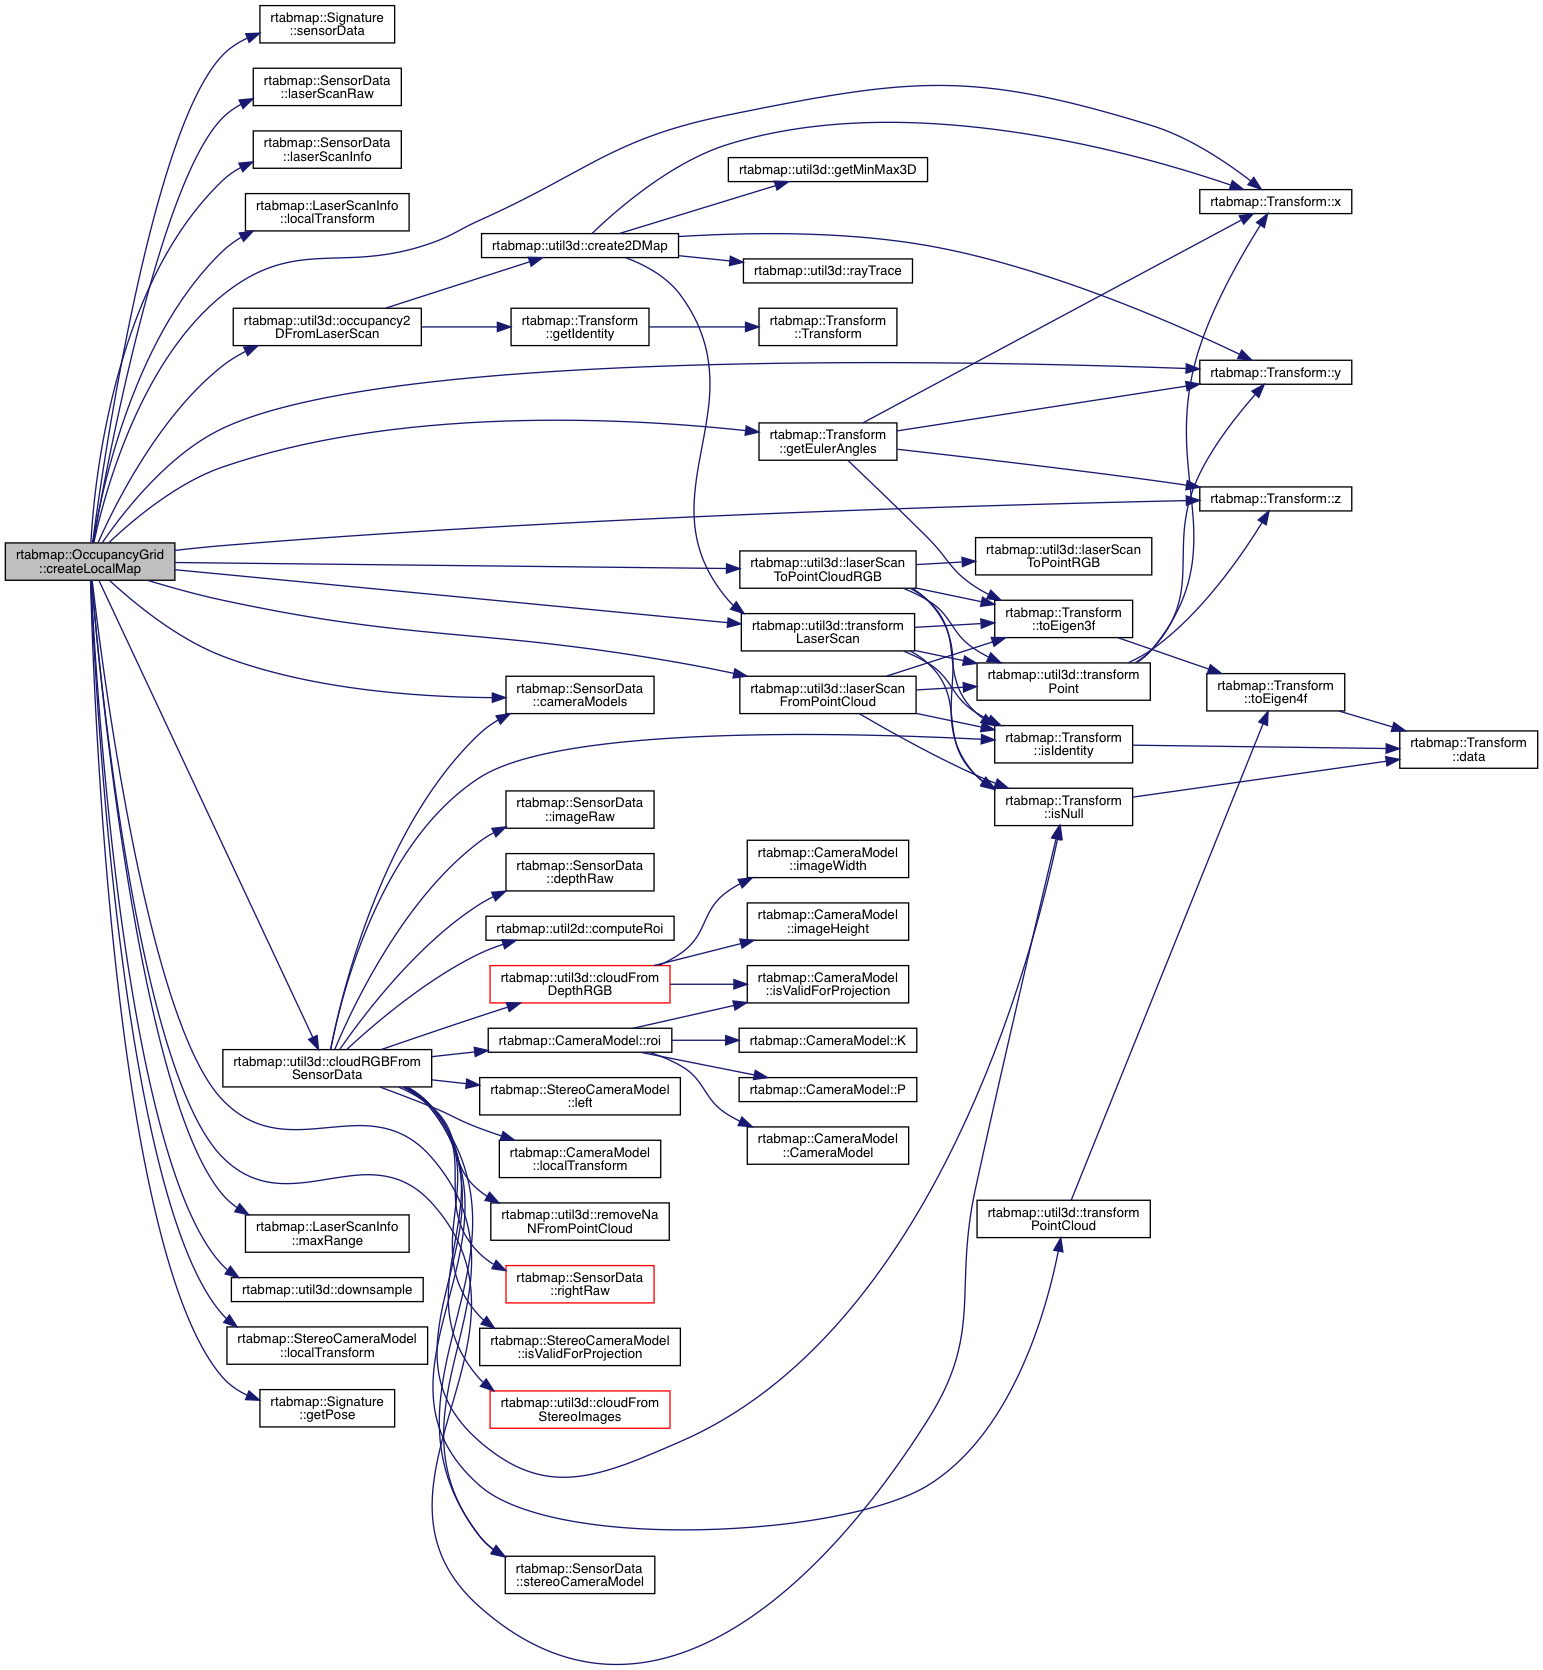 rtabmap::OccupancyGrid
::createLocalMap
rtabmap::Signature
::sensorData
rtabmap::SensorData
::laserScanRaw
rtabmap::SensorData
::laserScanInfo
rtabmap::LaserScanInfo
::localTransform
rtabmap::util3d::occupancy2
DFromLaserScan
rtabmap::util3d::cloudRGBFrom
SensorData
rtabmap::LaserScanInfo
::maxRange
rtabmap::util3d::downsample
rtabmap::StereoCameraModel
::localTransform
rtabmap::Signature
::getPose
rtabmap::util3d::create2DMap
rtabmap::Transform
::getIdentity
rtabmap::SensorData
::cameraModels
rtabmap::SensorData
::imageRaw
rtabmap::SensorData
::depthRaw
rtabmap::util2d::computeRoi
rtabmap::util3d::cloudFrom
DepthRGB
rtabmap::CameraModel::roi
rtabmap::StereoCameraModel
::left
rtabmap::CameraModel
::localTransform
rtabmap::util3d::removeNa
NFromPointCloud
rtabmap::SensorData
::rightRaw
rtabmap::StereoCameraModel
::isValidForProjection
rtabmap::util3d::cloudFrom
StereoImages
rtabmap::SensorData
::stereoCameraModel
rtabmap::util3d::getMinMax3D
rtabmap::util3d::rayTrace
rtabmap::Transform
::Transform
rtabmap::Transform
::getEulerAngles
rtabmap::util3d::laserScan
ToPointCloudRGB
rtabmap::util3d::transform
LaserScan
rtabmap::util3d::laserScan
FromPointCloud
rtabmap::CameraModel
::imageWidth
rtabmap::CameraModel
::imageHeight
rtabmap::CameraModel
::isValidForProjection
rtabmap::CameraModel::K
rtabmap::CameraModel::P
rtabmap::CameraModel
::CameraModel
rtabmap::util3d::laserScan
ToPointRGB
rtabmap::Transform
::toEigen3f
rtabmap::util3d::transform
Point
rtabmap::Transform
::isIdentity
rtabmap::Transform
::isNull
rtabmap::util3d::transform
PointCloud
rtabmap::Transform::x
rtabmap::Transform::y
rtabmap::Transform::z
rtabmap::Transform
::toEigen4f
rtabmap::Transform
::data